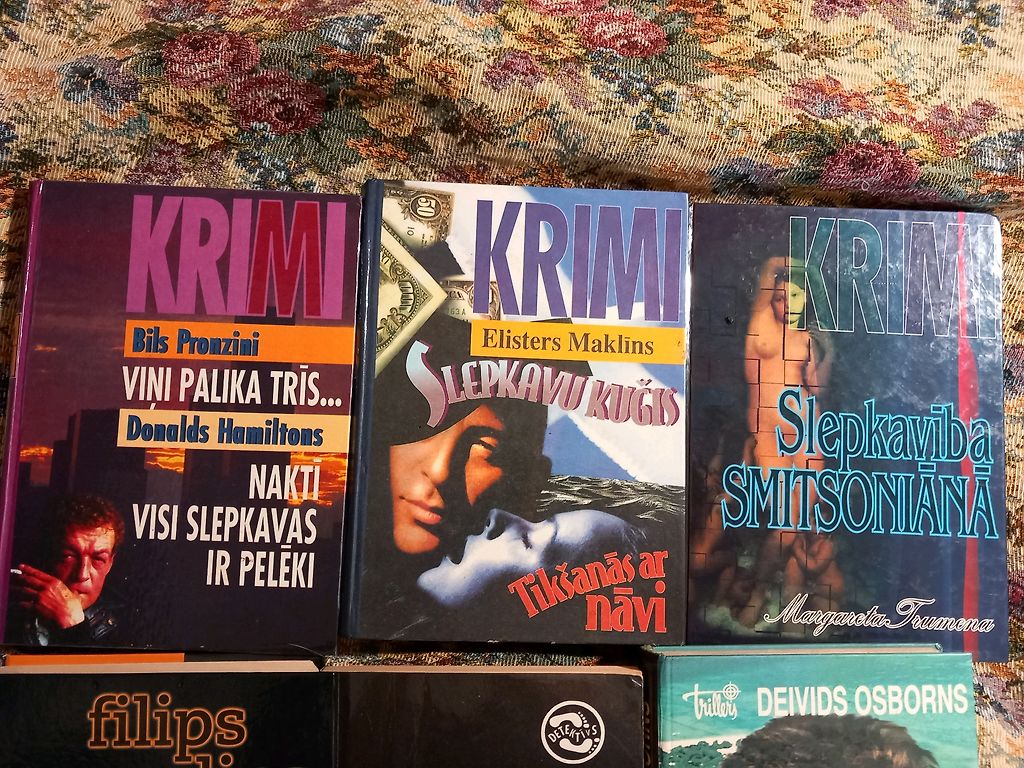 KRIMI
Bils Pronzini
VIŅI PALIKA TRĪS...
Donalds Hamiltons
NAKTĪ
VISI SLEPKAVAS
IR PELĒKI
50
KRIMI
Elisters Maklins
SLEPKAVU KUĢIS
Tikšanās ar
nāvi
KRIMI
Slepkavība
SMITSONIĀNĀ
Margareta Trumena
filips
DETEKTĪVS
trillers
DEIVIDS OSBORNS